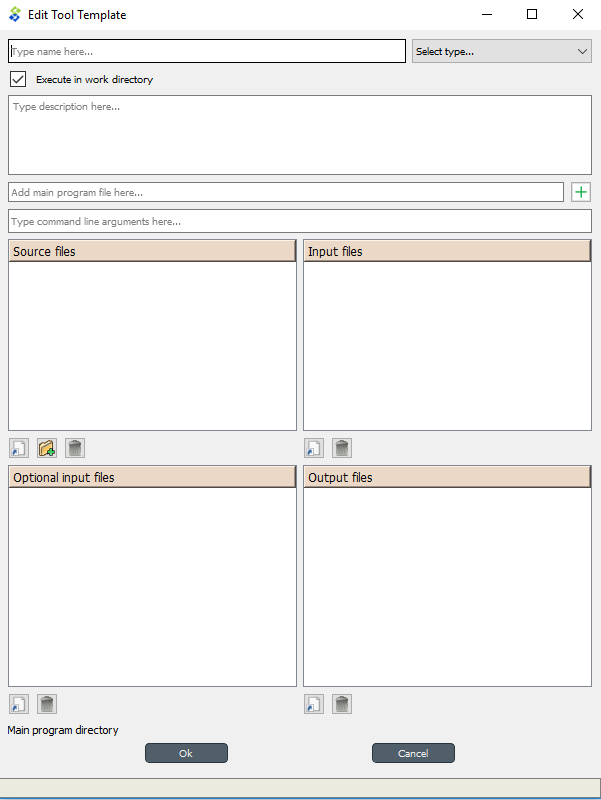 Edit Tool Template
Type name here...
Select type...
Execute in work directory
Type description here...
Add main program file here...
Type command line arguments here...
Source files
Input files
Optional input files
Output files
Main program directory
Ok
Cancel